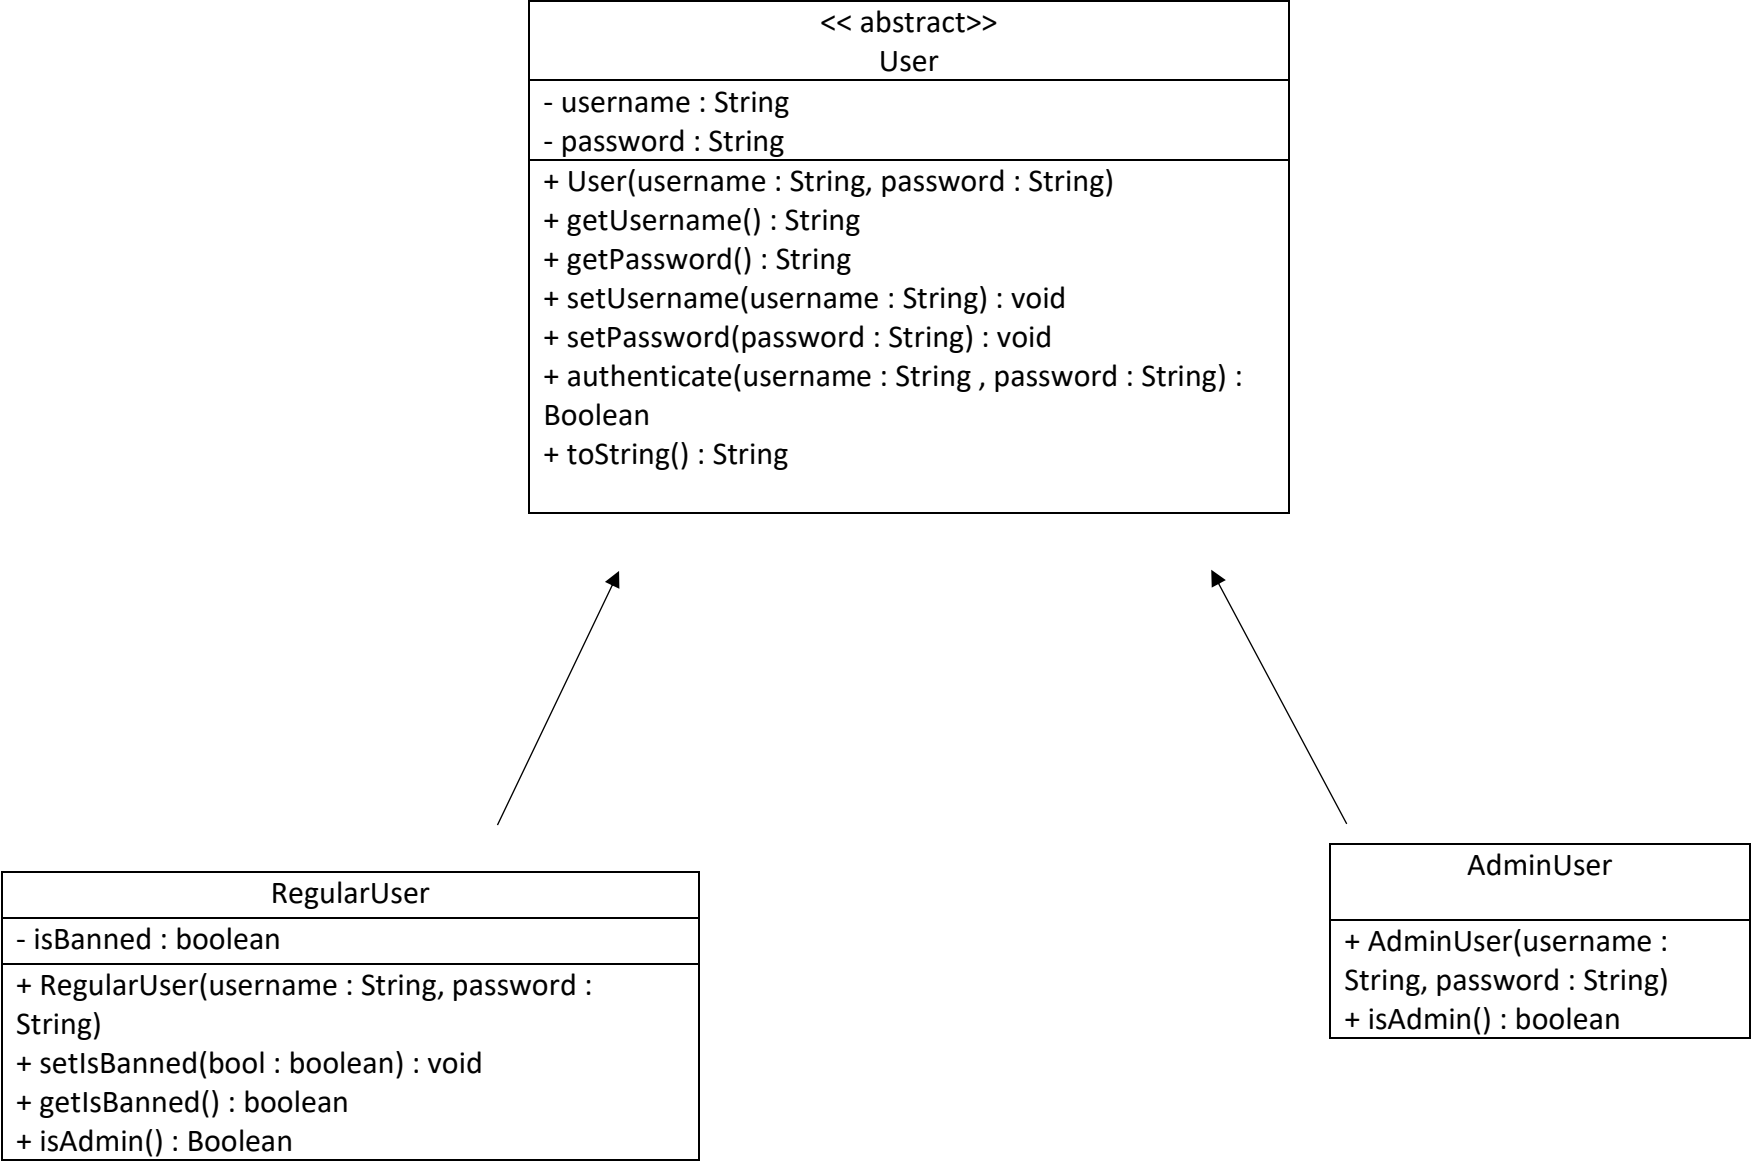 << abstract>>
User
- username : String
- password : String
+ User(username : String, password : String)
+ getUsername() : String
+ getPassword() : String
+ setUsername(username : String) : void
+ setPassword(password : String) : void
+ authenticate(username : String , password : String) :
Boolean
+ toString() : String
RegularUser
- isBanned : boolean
+ RegularUser(username : String, password :
String)
+ setIsBanned(bool : boolean) : void
+ getIsBanned() : boolean
+ isAdmin() : Boolean
AdminUser
+ AdminUser(username :
String, password : String)
+ isAdmin() : boolean